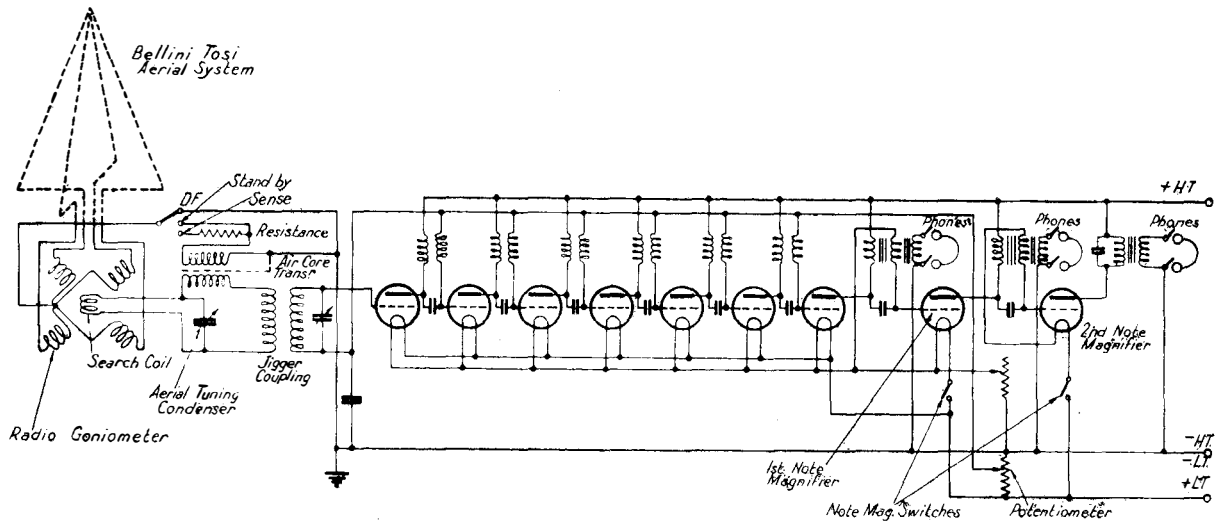 Bellini Tosi
Aerial System
DF
Stand by
Sense
Resistance
Air Core
Transr
Search Coil
Aerial Tuning
Condenser
Jigger
Coupling
Radio Goniometer
+HT
Phones
Phones
Phones
2nd Note
Magnifier
1st. Note
Magnifier
Note Mag. Switches
Potentiometer
-HT.
-LT.
+LT